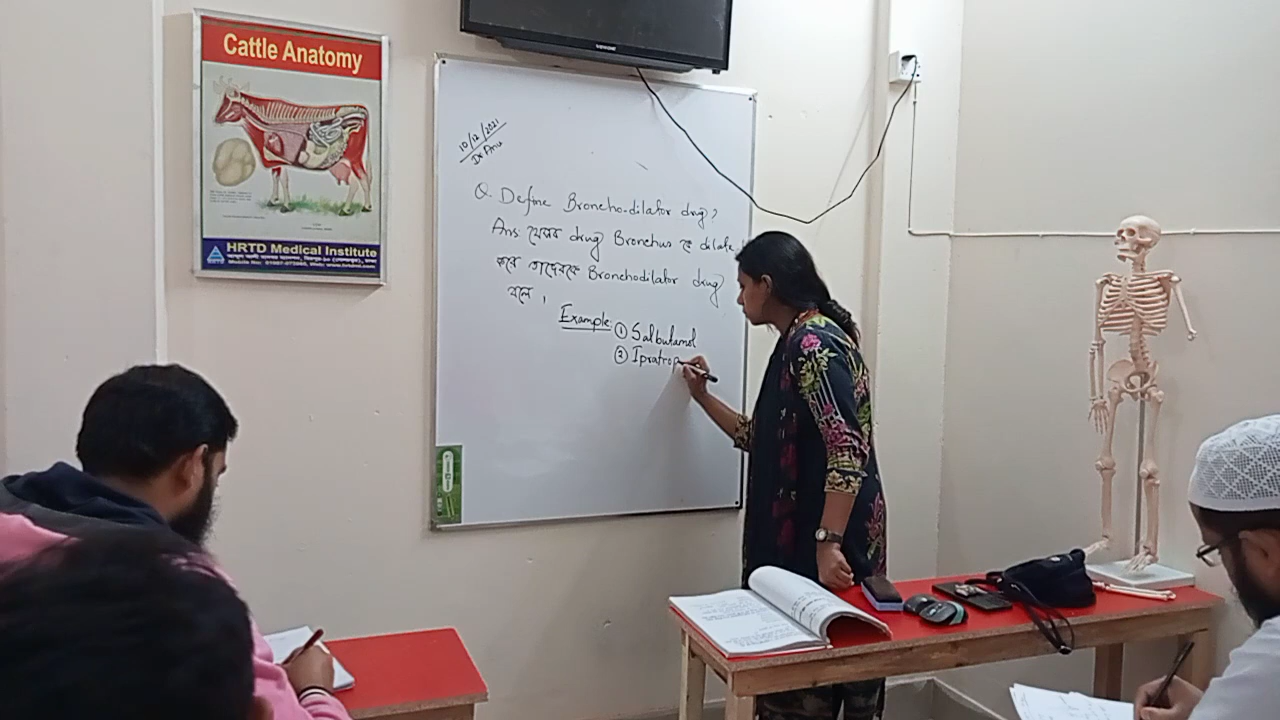 Cattle Anatomy
HRTD Medical Institute
10/12/2021
Dr Anu
Q. Define Broncho-dilator drug?
Ans যেসব drug Bronchus কে dilate
করে তাদেরকে Bronchodilator drug
বলে ।
Example:
① Salbutamol
② Ipratrop